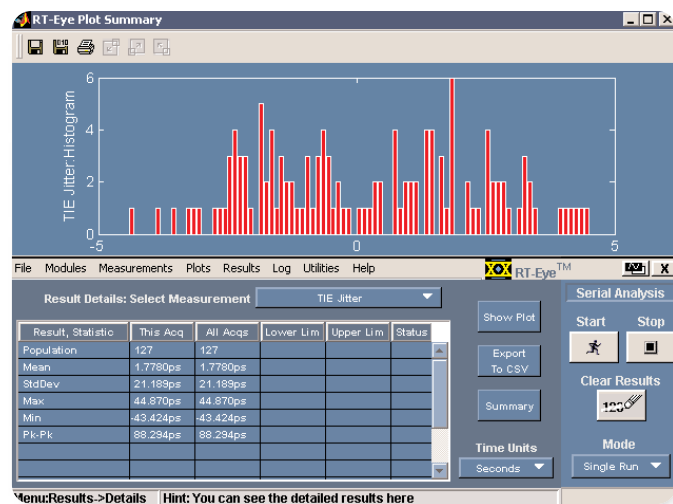 RT-Eye Plot Summary
TIE Jitter:Histogram
6
4
2
0
-5 0 5
File Modules Measurements Plots Results Log Utilities Help RT-Eye™ X
Result Details: Select Measurement TIE Jitter
Result, Statistic This Acq All Acqs Lower Lim Upper Lim Status
Population 127 127
Mean 1.7780ps 1.7780ps
StdDev 21.189ps 21.189ps
Max 44.870ps 44.870ps
Min -43.424ps -43.424ps
Pk-Pk 88.294ps 88.294ps
Show Plot
Export
To CSV
Summary
Time Units
Seconds
Serial Analysis
Start Stop
Clear Results
123
Mode
Single Run
Menu:Results->Details Hint: You can see the detailed results here